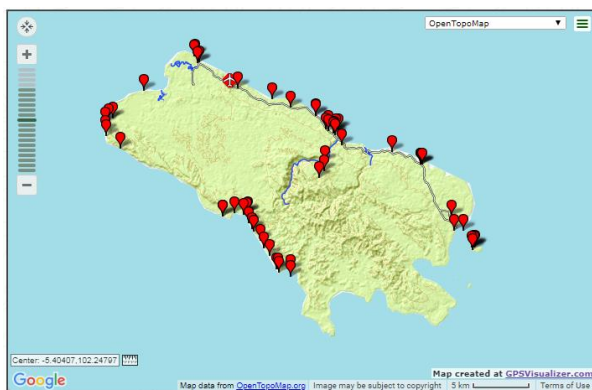 OpenTopoMap
Center: -5.40407,102.24797
Map created at GPSVisualizer.com
Google
Map data from OpenTopoMap.org
Image may be subject to copyright
5 km
Terms of Use